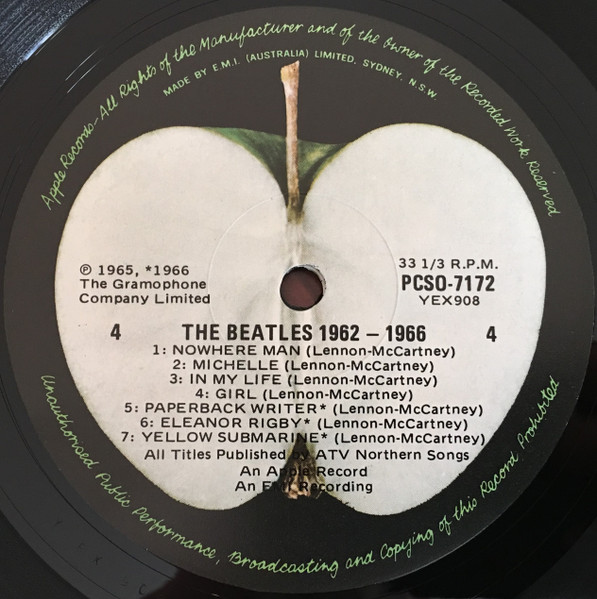 Apple Records–All Rights of the Manufacturer and of the Owner of the Recorded Work Reserved
MADE BY E.M.I. (AUSTRALIA) LIMITED, SYDNEY, N.S.W.
℗ 1965, *1966
The Gramophone
Company Limited
33 1/3 R.P.M.
PCSO-7172
YEX908
4 THE BEATLES 1962 – 1966 4
1: NOWHERE MAN (Lennon-McCartney)
2: MICHELLE (Lennon-McCartney)
3: IN MY LIFE (Lennon-McCartney)
4: GIRL (Lennon-McCartney)
5: PAPERBACK WRITER* (Lennon-McCartney)
6: ELEANOR RIGBY* (Lennon-McCartney)
7: YELLOW SUBMARINE* (Lennon-McCartney)
All Titles Published by ATV Northern Songs
An Apple Record
An EMI Recording
Unauthorised Public Performance, Broadcasting and Copying of this Record Prohibited